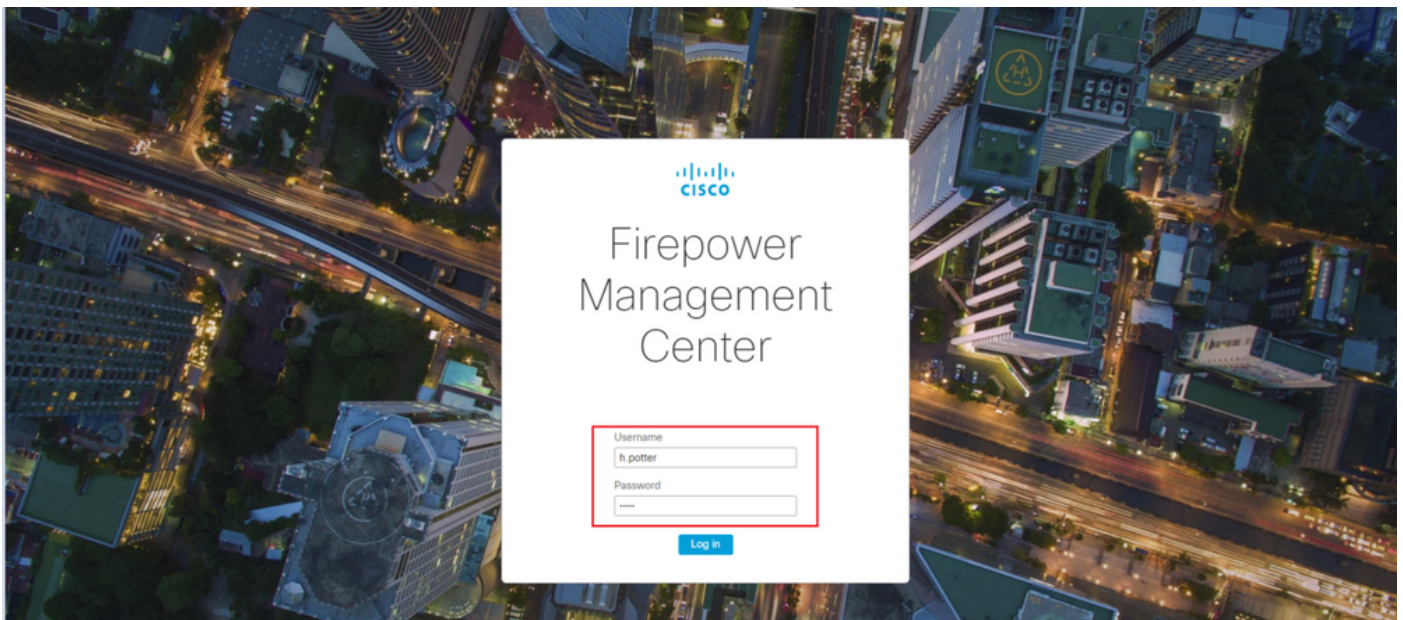 CISCO
Firepower
Management
Center
Username
h.potter
Password
•••••
Log in